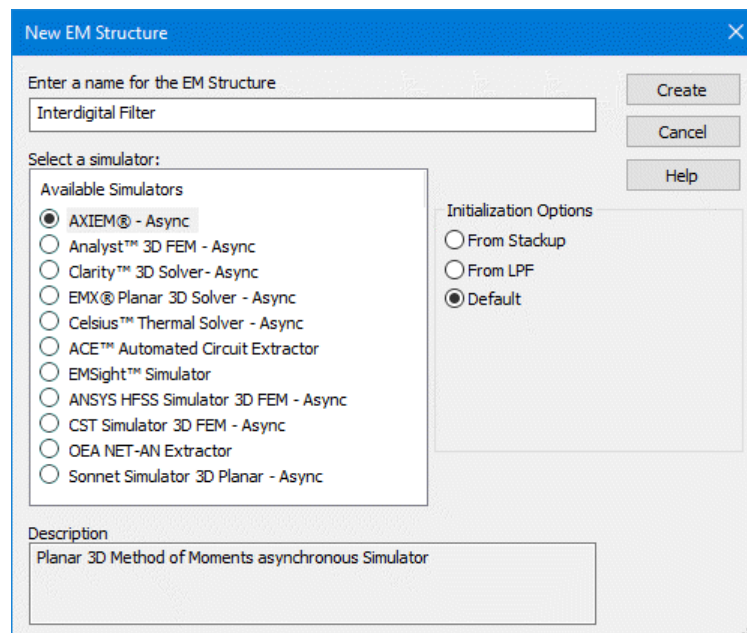 New EM Structure
Enter a name for the EM Structure
Interdigital Filter
Create
Cancel
Help
Select a simulator:
Available Simulators
AXIEM® - Async
Analyst™ 3D FEM - Async
Clarity™ 3D Solver- Async
EMX® Planar 3D Solver - Async
Celsius™ Thermal Solver - Async
ACE™ Automated Circuit Extractor
EMSight™ Simulator
ANSYS HFSS Simulator 3D FEM - Async
CST Simulator 3D FEM - Async
OEA NET-AN Extractor
Sonnet Simulator 3D Planar - Async
Initialization Options
From Stackup
From LPF
Default
Description
Planar 3D Method of Moments asynchronous Simulator